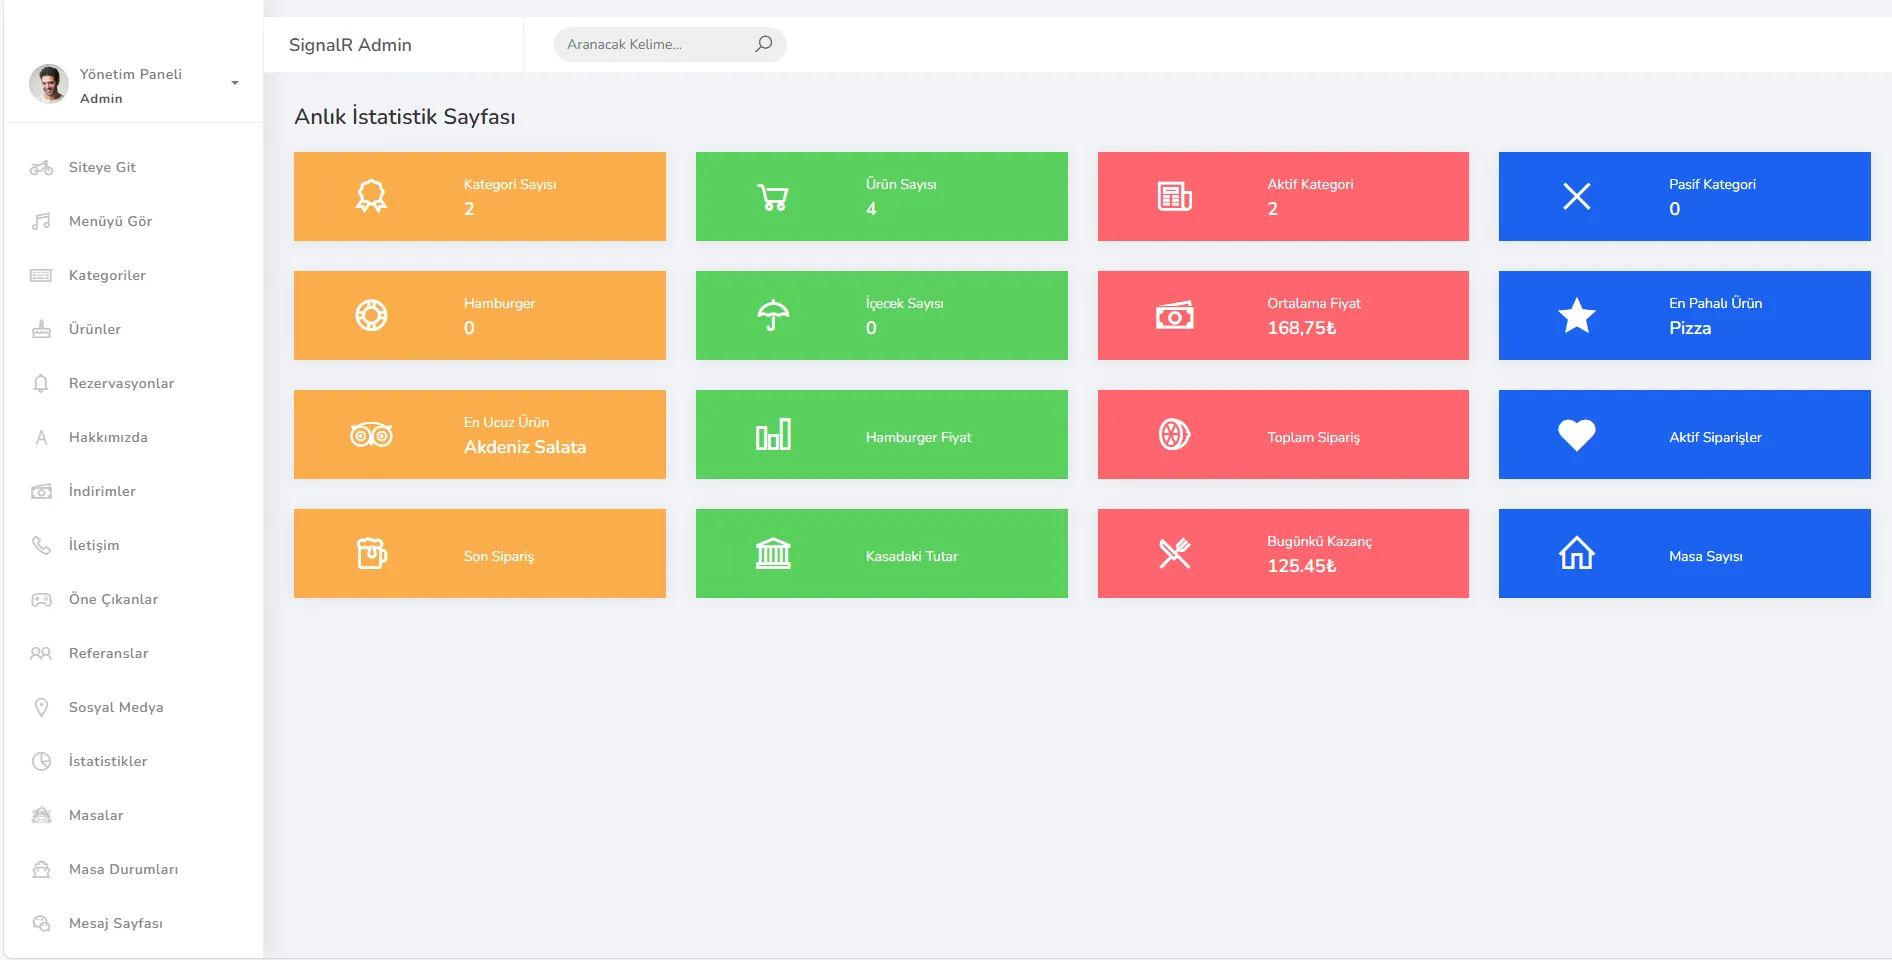 SignalR Admin
Aranacak Kelime...
Yönetim Paneli
Admin
Siteye Git
Menüyü Gör
Kategoriler
Ürünler
Rezervasyonlar
Hakkımızda
İndirimler
İletişim
Öne Çıkanlar
Referanslar
Sosyal Medya
İstatistikler
Masalar
Masa Durumları
Mesaj Sayfası
Anlık İstatistik Sayfası
Kategori Sayısı
2
Ürün Sayısı
4
Aktif Kategori
2
Pasif Kategori
0
Hamburger
0
İçecek Sayısı
0
Ortalama Fiyat
168,75₺
En Pahalı Ürün
Pizza
En Ucuz Ürün
Akdeniz Salata
Hamburger Fiyat
Toplam Sipariş
Aktif Siparişler
Son Sipariş
Kasadaki Tutar
Bugünkü Kazanç
125.45₺
Masa Sayısı